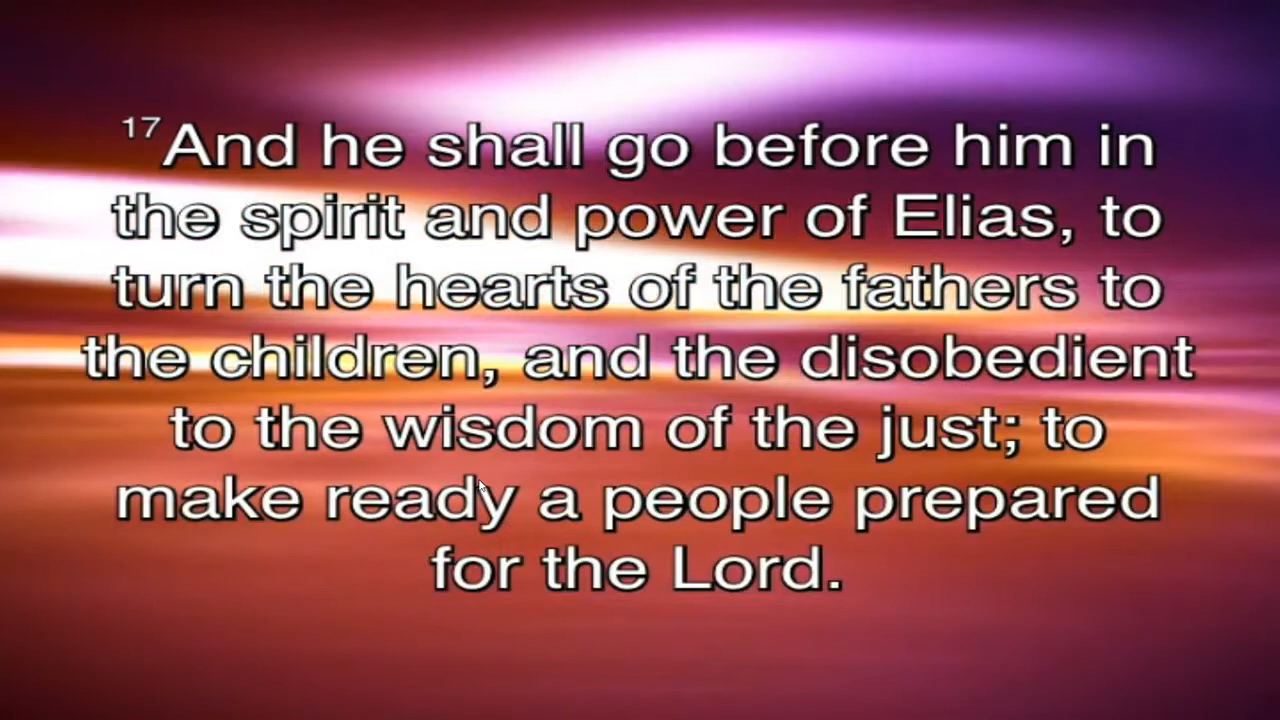 17And he shall go before him in
the spirit and power of Elias, to
turn the hearts of the fathers to
the children, and the disobedient
to the wisdom of the just; to
make ready a people prepared
for the Lord.